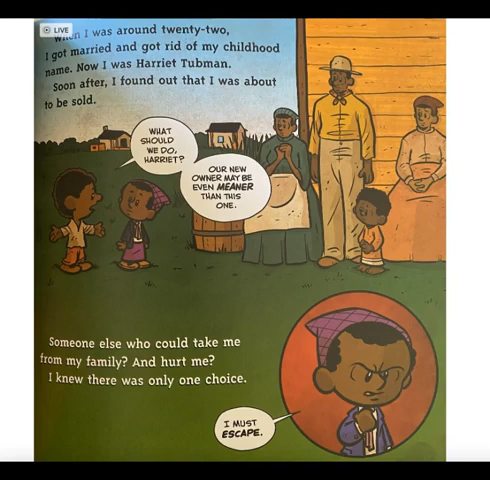 LIVE
When I was around twenty-two,
I got married and got rid of my childhood
name. Now I was Harriet Tubman.
Soon after, I found out that I was about
to be sold.
WHAT
SHOULD
WE DO,
HARRIET?
OUR NEW
OWNER MAY BE
EVEN MEANER
THAN THIS
ONE.
Someone else who could take me
from my family? And hurt me?
I knew there was only one choice.
I MUST
ESCAPE.